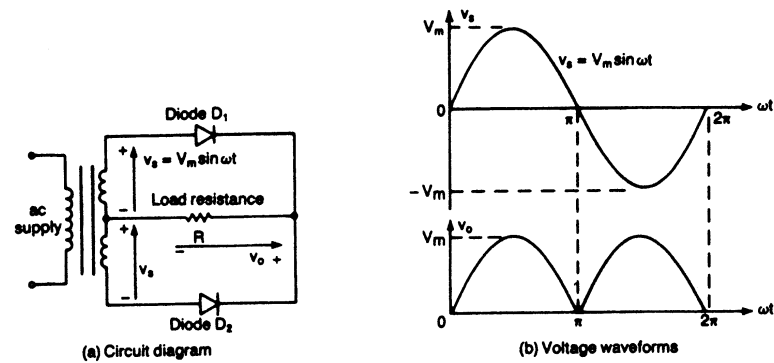 Diode D₁
+
vₛ = Vₘ sin ωt
ac
supply
−
Load resistance
+
R
−
vₒ +
vₛ
−
Diode D₂
(a) Circuit diagram
vₛ
Vₘ
vₛ = Vₘ sin ωt
0
π
2π
ωt
−Vₘ
vₒ
Vₘ
0
π
2π
ωt
(b) Voltage waveforms